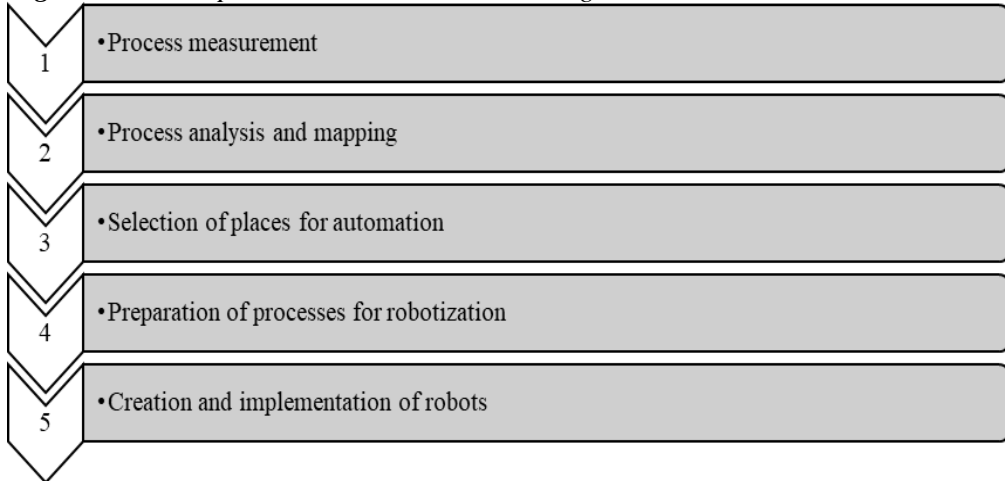 1
•Process measurement
2
•Process analysis and mapping
3
•Selection of places for automation
4
•Preparation of processes for robotization
5
•Creation and implementation of robots